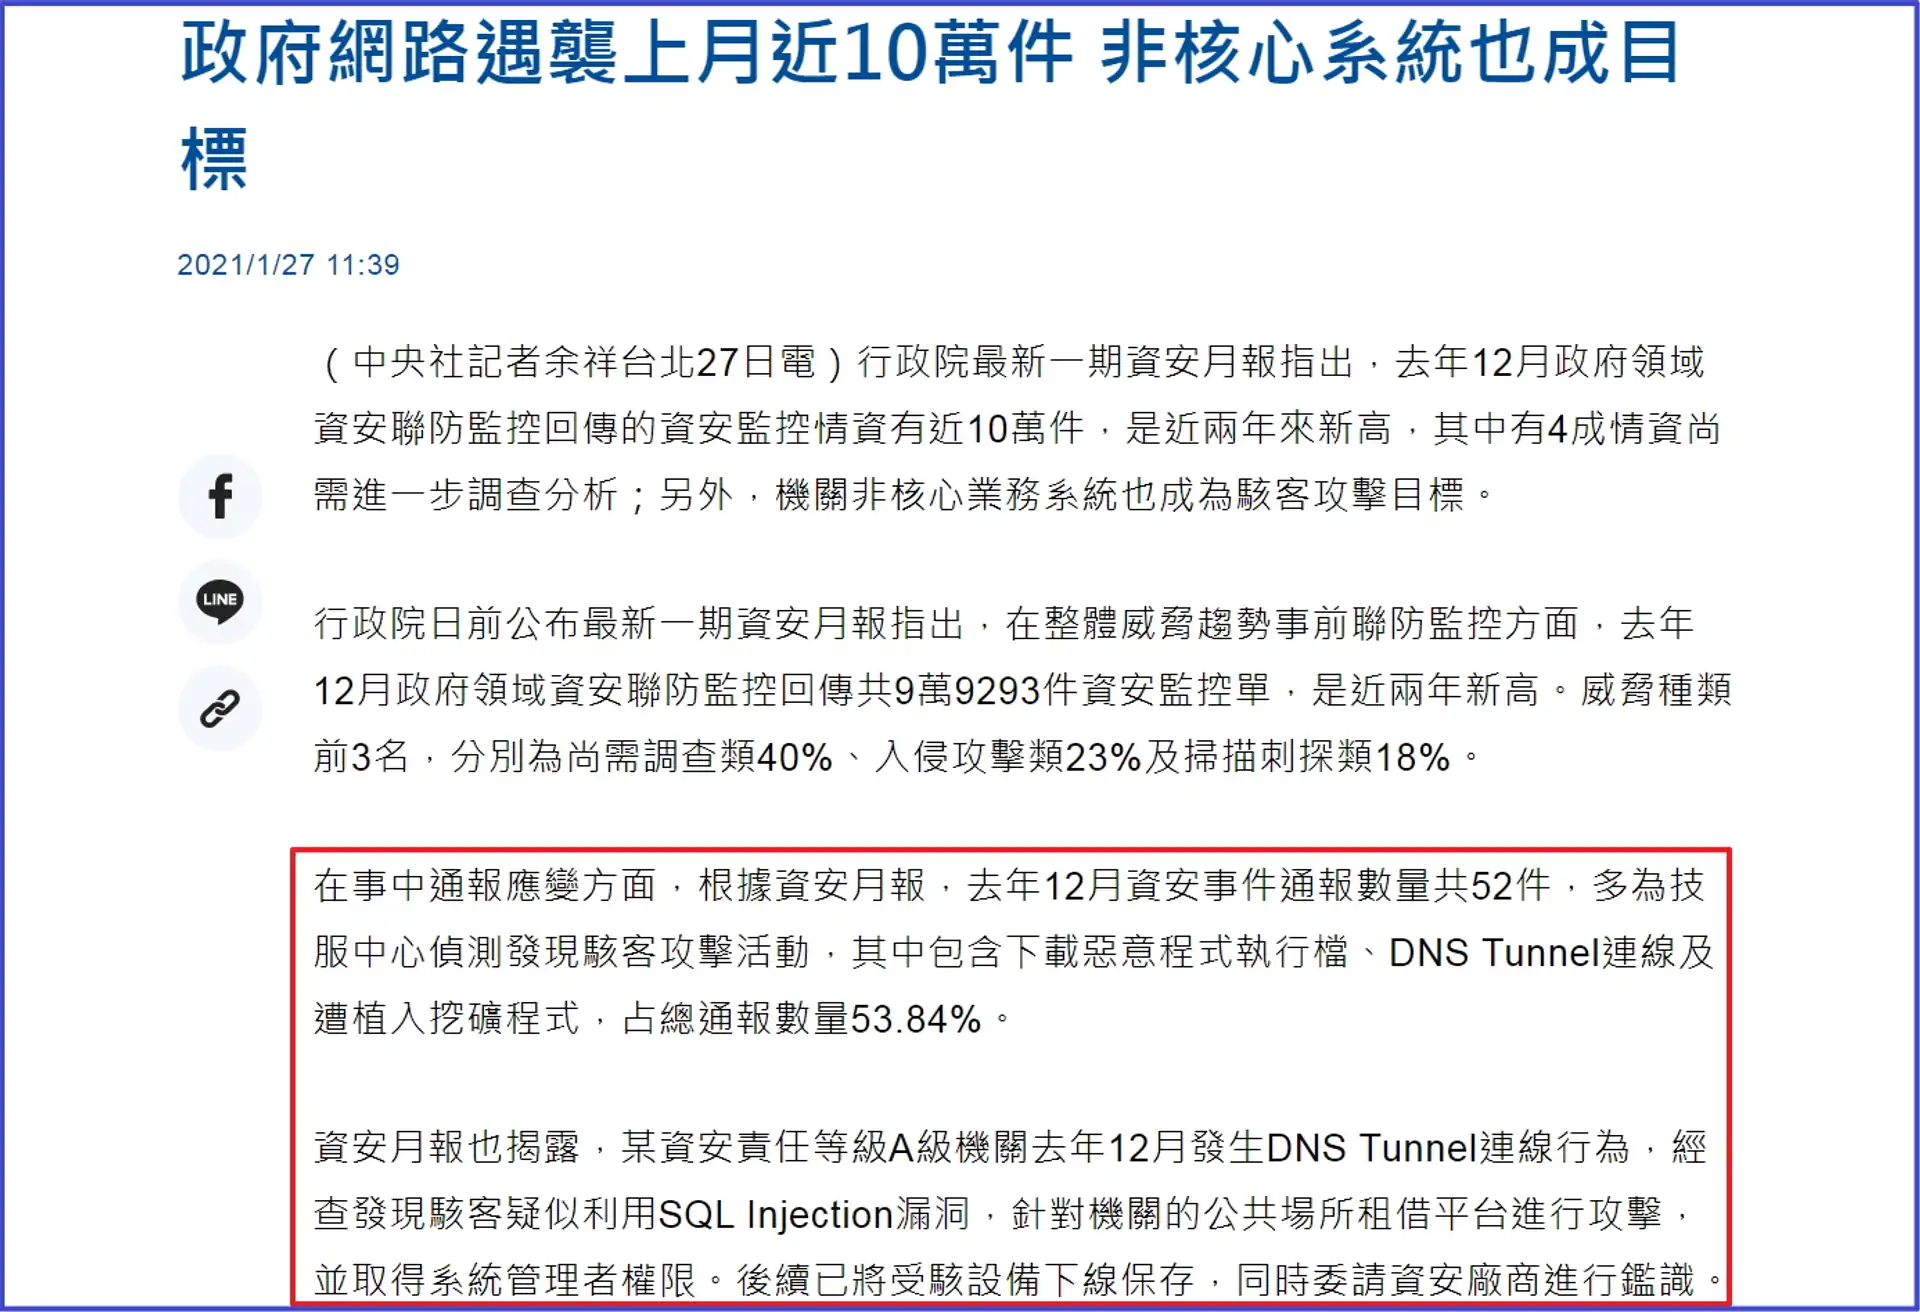 政府網路遇襲上月近10萬件 非核心系統也成目
標
2021/1/27 11:39
（中央社記者余祥台北27日電）行政院最新一期資安月報指出，去年12月政府領域
資安聯防監控回傳的資安監控情資有近10萬件，是近兩年來新高，其中有4成情資尚
需進一步調查分析；另外，機關非核心業務系統也成為駭客攻擊目標。
LINE
行政院日前公布最新一期資安月報指出，在整體威脅趨勢事前聯防監控方面，去年
12月政府領域資安聯防監控回傳共9萬9293件資安監控單，是近兩年新高。威脅種類
前3名，分別為尚需調查類40%、入侵攻擊類23%及掃描刺探類18%。
在事中通報應變方面，根據資安月報，去年12月資安事件通報數量共52件，多為技
服中心偵測發現駭客攻擊活動，其中包含下載惡意程式執行檔、DNS Tunnel連線及
遭植入挖礦程式，占總通報數量53.84%。
資安月報也揭露，某資安責任等級A級機關去年12月發生DNS Tunnel連線行為，經
查發現駭客疑似利用SQL Injection漏洞，針對機關的公共場所租借平台進行攻擊，
並取得系統管理者權限。後續已將受駭設備下線保存，同時委請資安廠商進行鑑識。